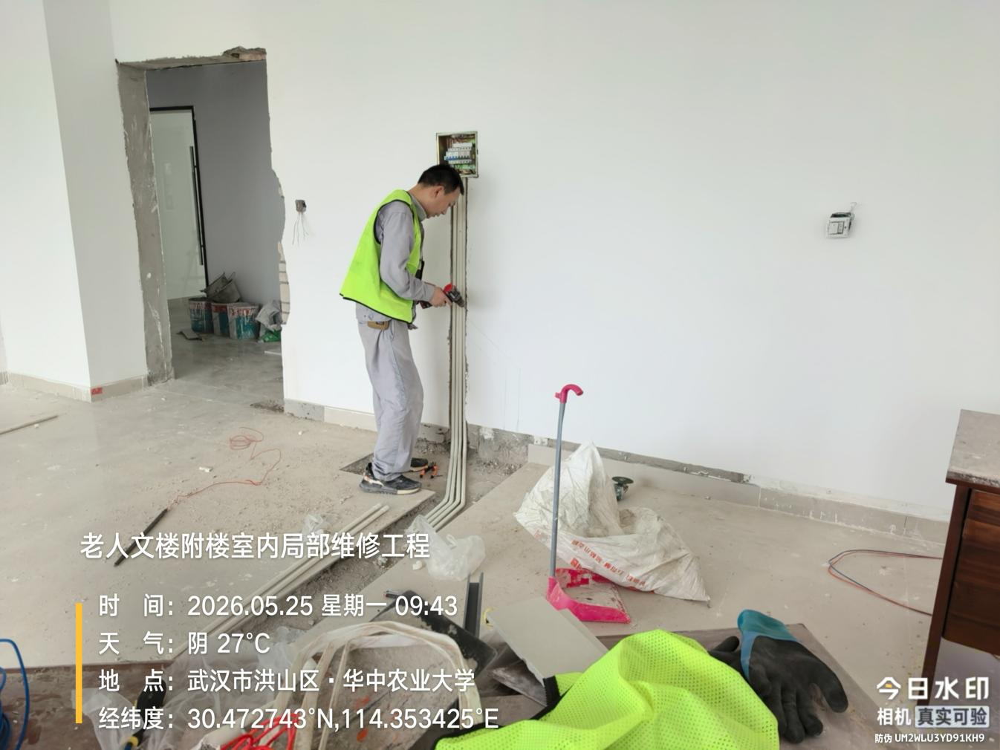 老人文楼附楼室内局部维修工程
时 间：2026.05.25 星期一 09:43
天 气：阴 27°C
地 点：武汉市洪山区·华中农业大学
经纬度：30.472743°N,114.353425°E
今日水印
相机 真实可验
防伪 UM2WLU3YD91KH9